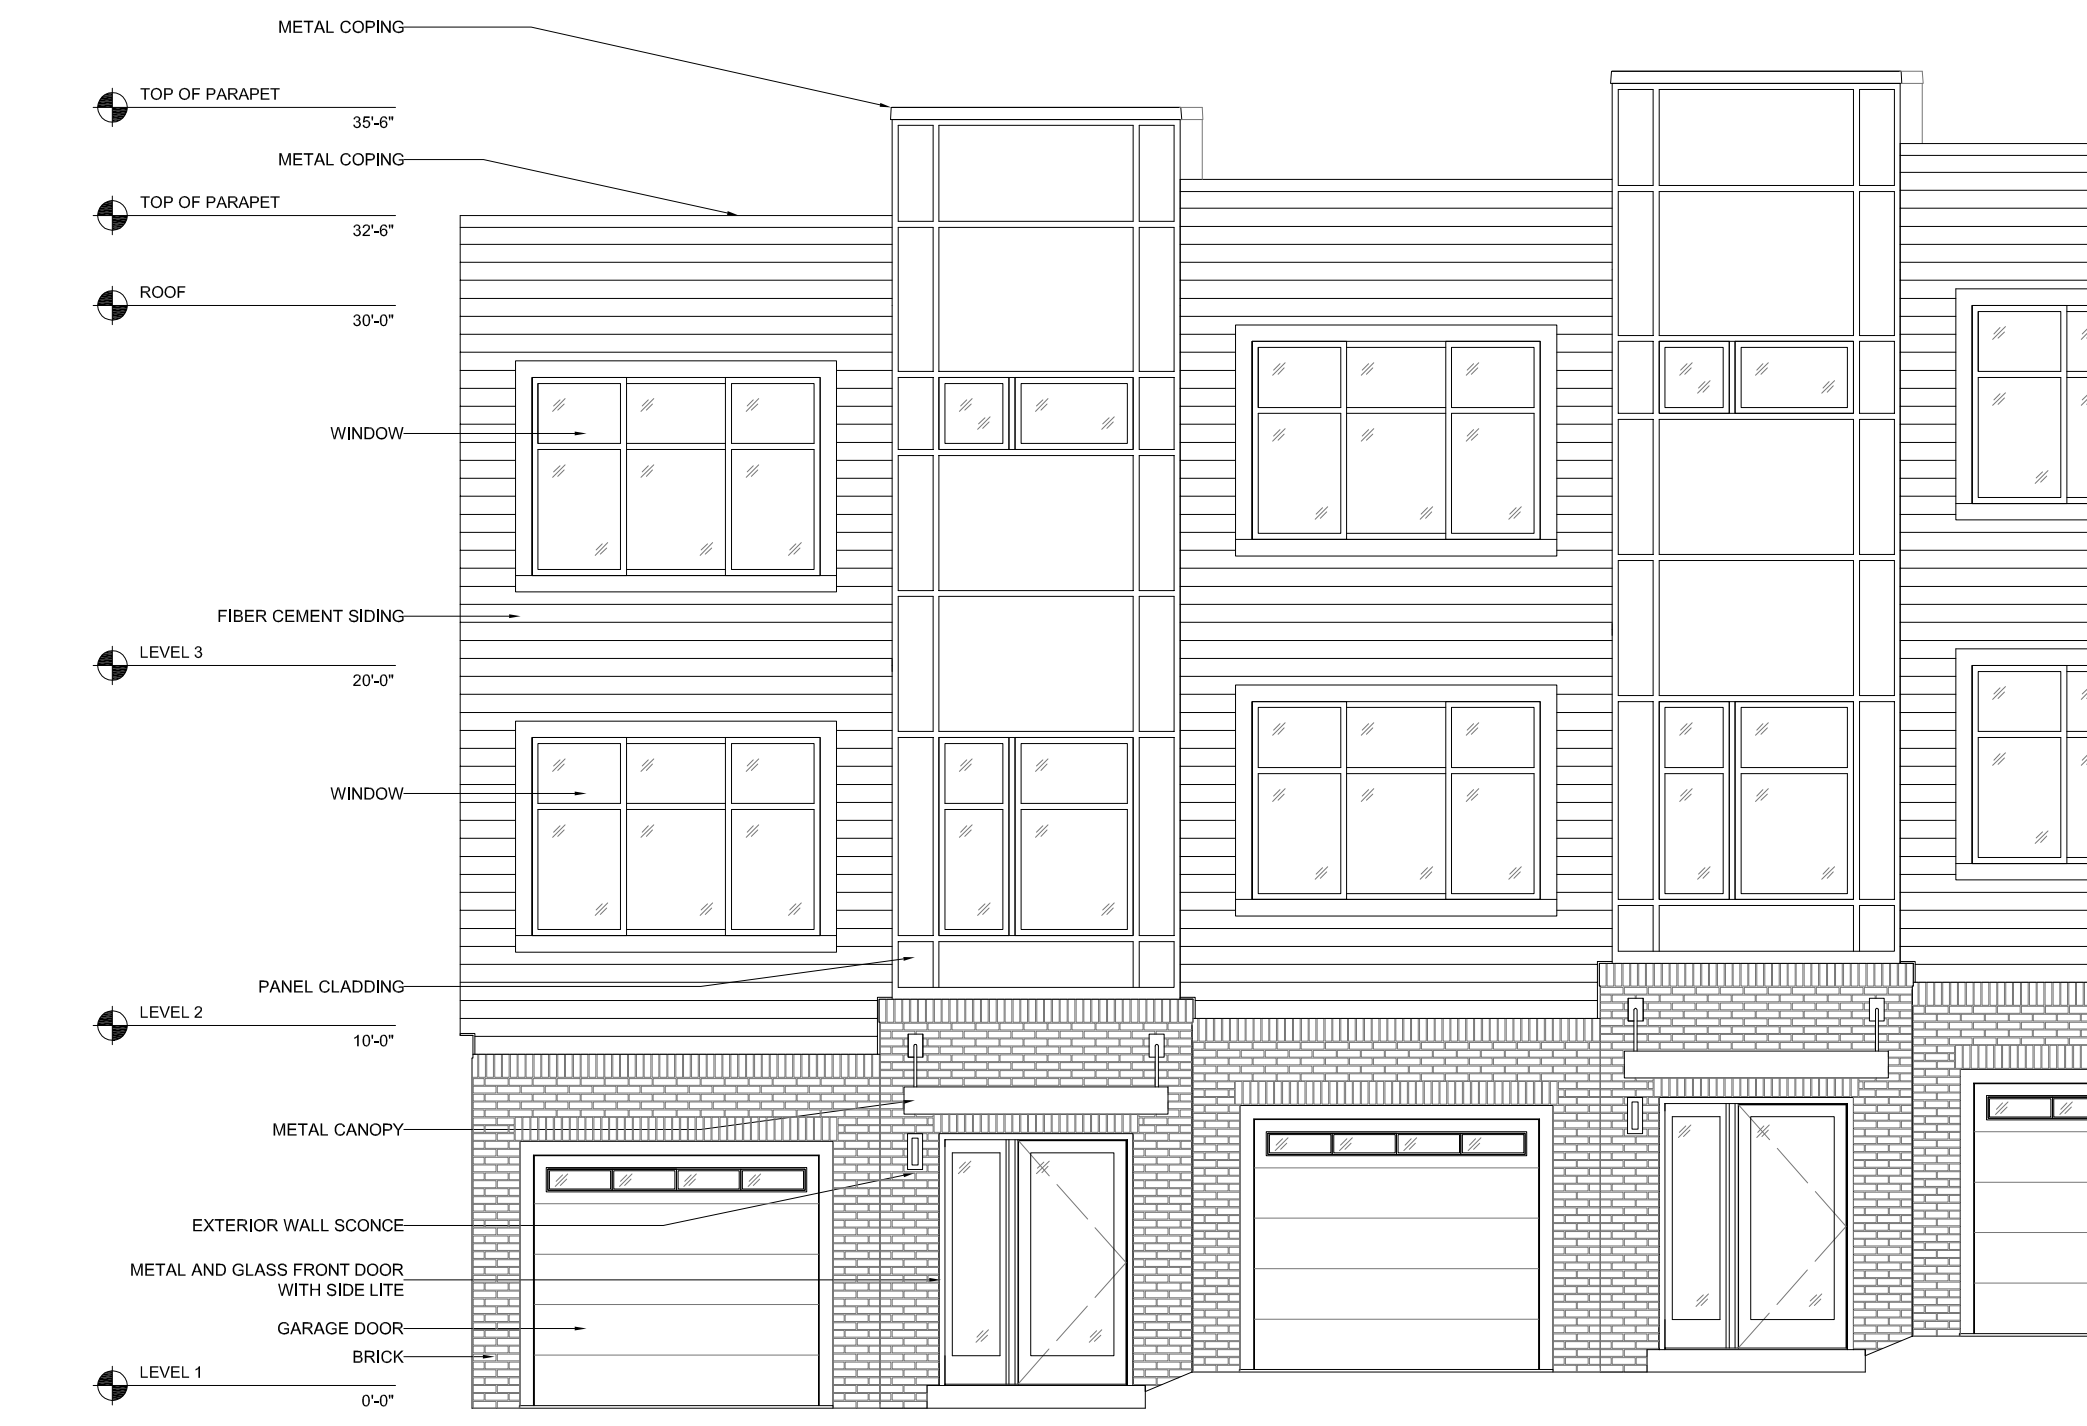 METAL COPING
TOP OF PARAPET
35'-6"
METAL COPING
TOP OF PARAPET
32'-6"
ROOF
30'-0"
WINDOW
FIBER CEMENT SIDING
LEVEL 3
20'-0"
WINDOW
PANEL CLADDING
LEVEL 2
10'-0"
METAL CANOPY
EXTERIOR WALL SCONCE
METAL AND GLASS FRONT DOOR
WITH SIDE LITE
GARAGE DOOR
BRICK
LEVEL 1
0'-0"